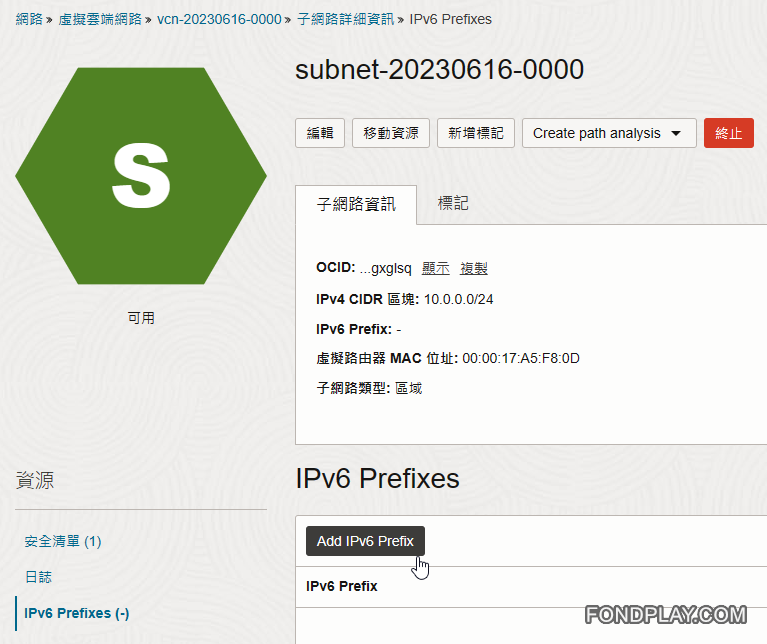 網路 » 虛擬雲端網路 » vcn-20230616-0000 » 子網路詳細資訊 » IPv6 Prefixes
S
可用
subnet-20230616-0000
編輯 移動資源 新增標記 Create path analysis 終止
子網路資訊 標記
OCID: ...gxglsq 顯示 複製
IPv4 CIDR 區塊: 10.0.0.0/24
IPv6 Prefix: -
虛擬路由器 MAC 位址: 00:00:17:A5:F8:0D
子網路類型: 區域
資源
安全清單 (1)
日誌
IPv6 Prefixes (-)
IPv6 Prefixes
Add IPv6 Prefix
IPv6 Prefix
FONDPLAY.COM